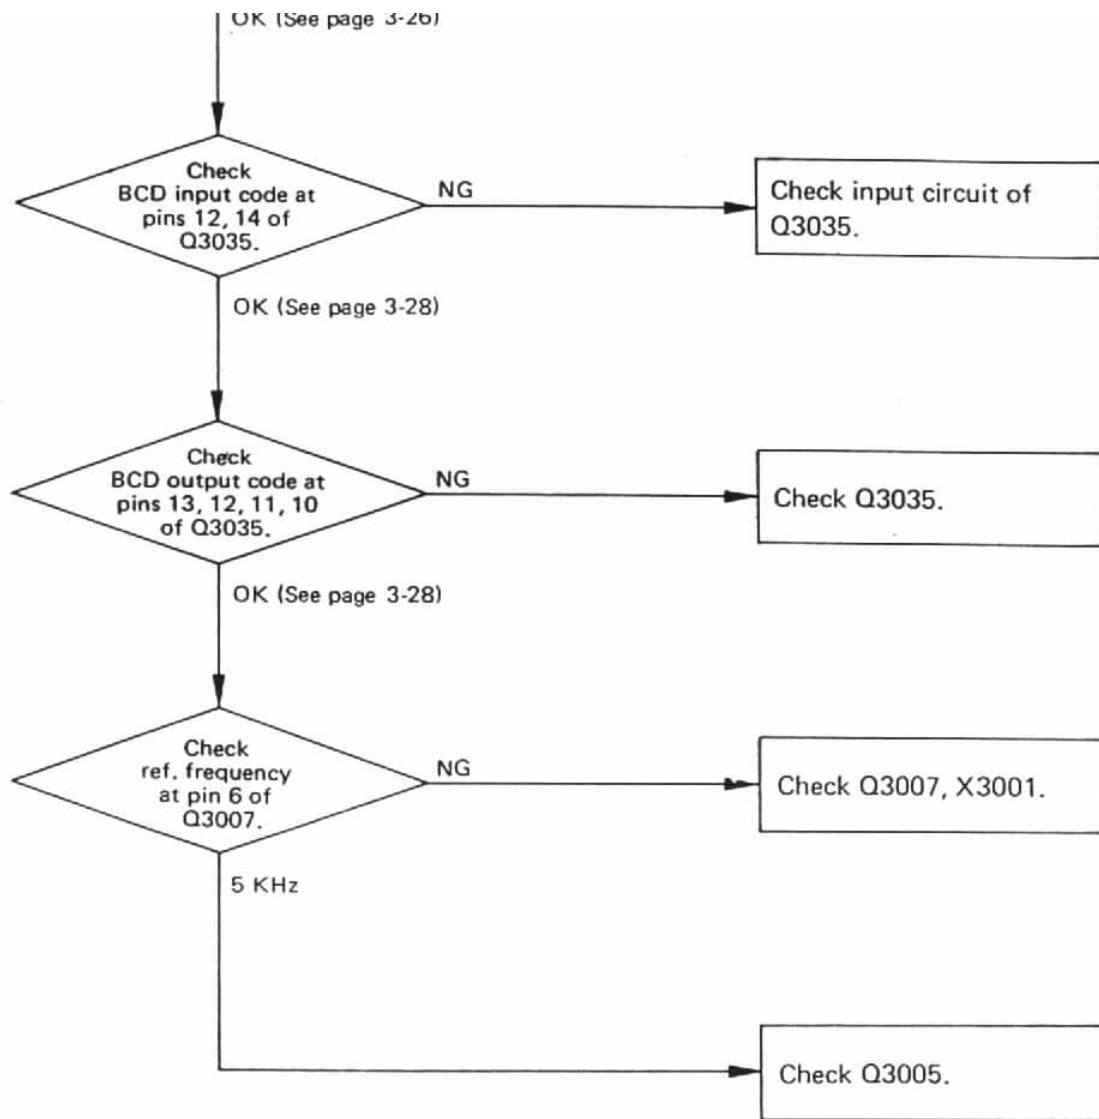 OK (See page 3-26)
Check
BCD input code at
pins 12, 14 of
Q3035.
NG
Check input circuit of
Q3035.
OK (See page 3-28)
Check
BCD output code at
pins 13, 12, 11, 10
of Q3035.
NG
Check Q3035.
OK (See page 3-28)
Check
ref. frequency
at pin 6 of
Q3007.
NG
Check Q3007, X3001.
5 KHz
Check Q3005.